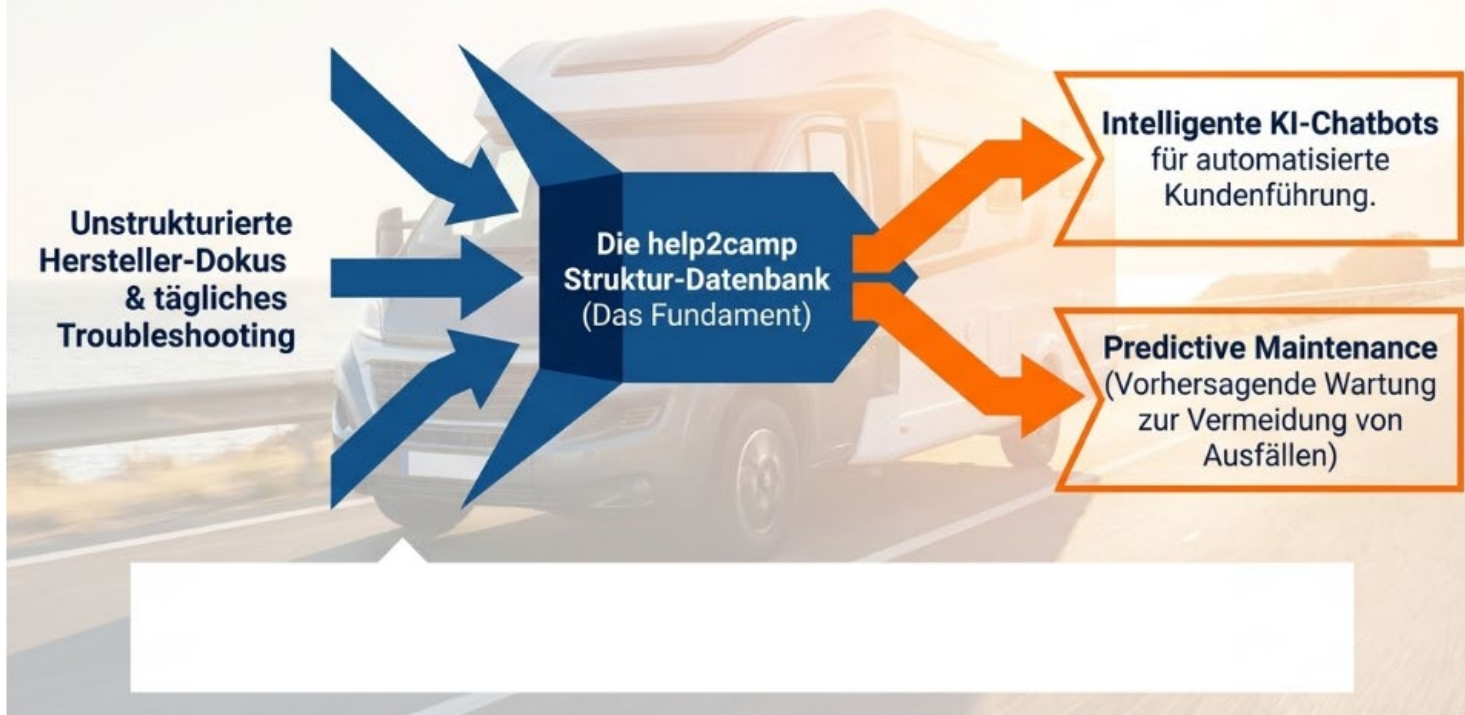 Unstrukturierte
Hersteller-Dokus
& tägliches
Troubleshooting
Die help2camp
Struktur-Datenbank
(Das Fundament)
Intelligente KI-Chatbots
für automatisierte
Kundenführung.
Predictive Maintenance
(Vorhersagende Wartung
zur Vermeidung von
Ausfällen)